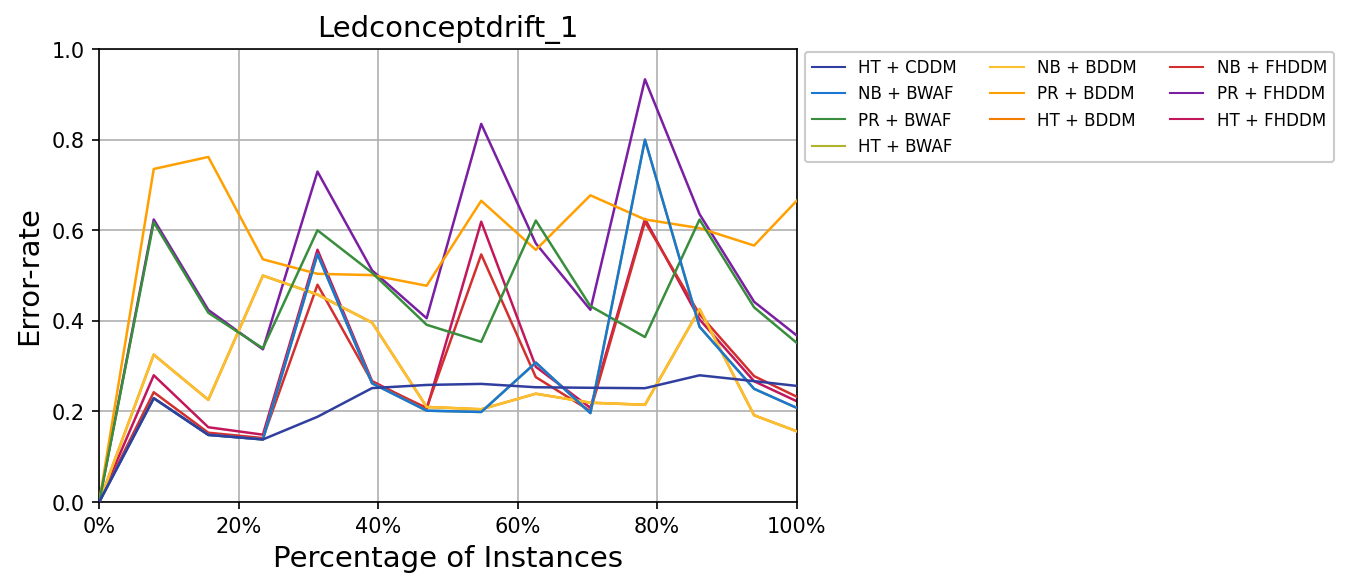 Ledconceptdrift_1
1.0
0.8
0.6
0.4
0.2
0.0
Error-rate
0% 20% 40% 60% 80% 100%
Percentage of Instances
HT + CDDM
NB + BWAF
PR + BWAF
HT + BWAF
NB + BDDM
PR + BDDM
HT + BDDM
NB + FHDDM
PR + FHDDM
HT + FHDDM